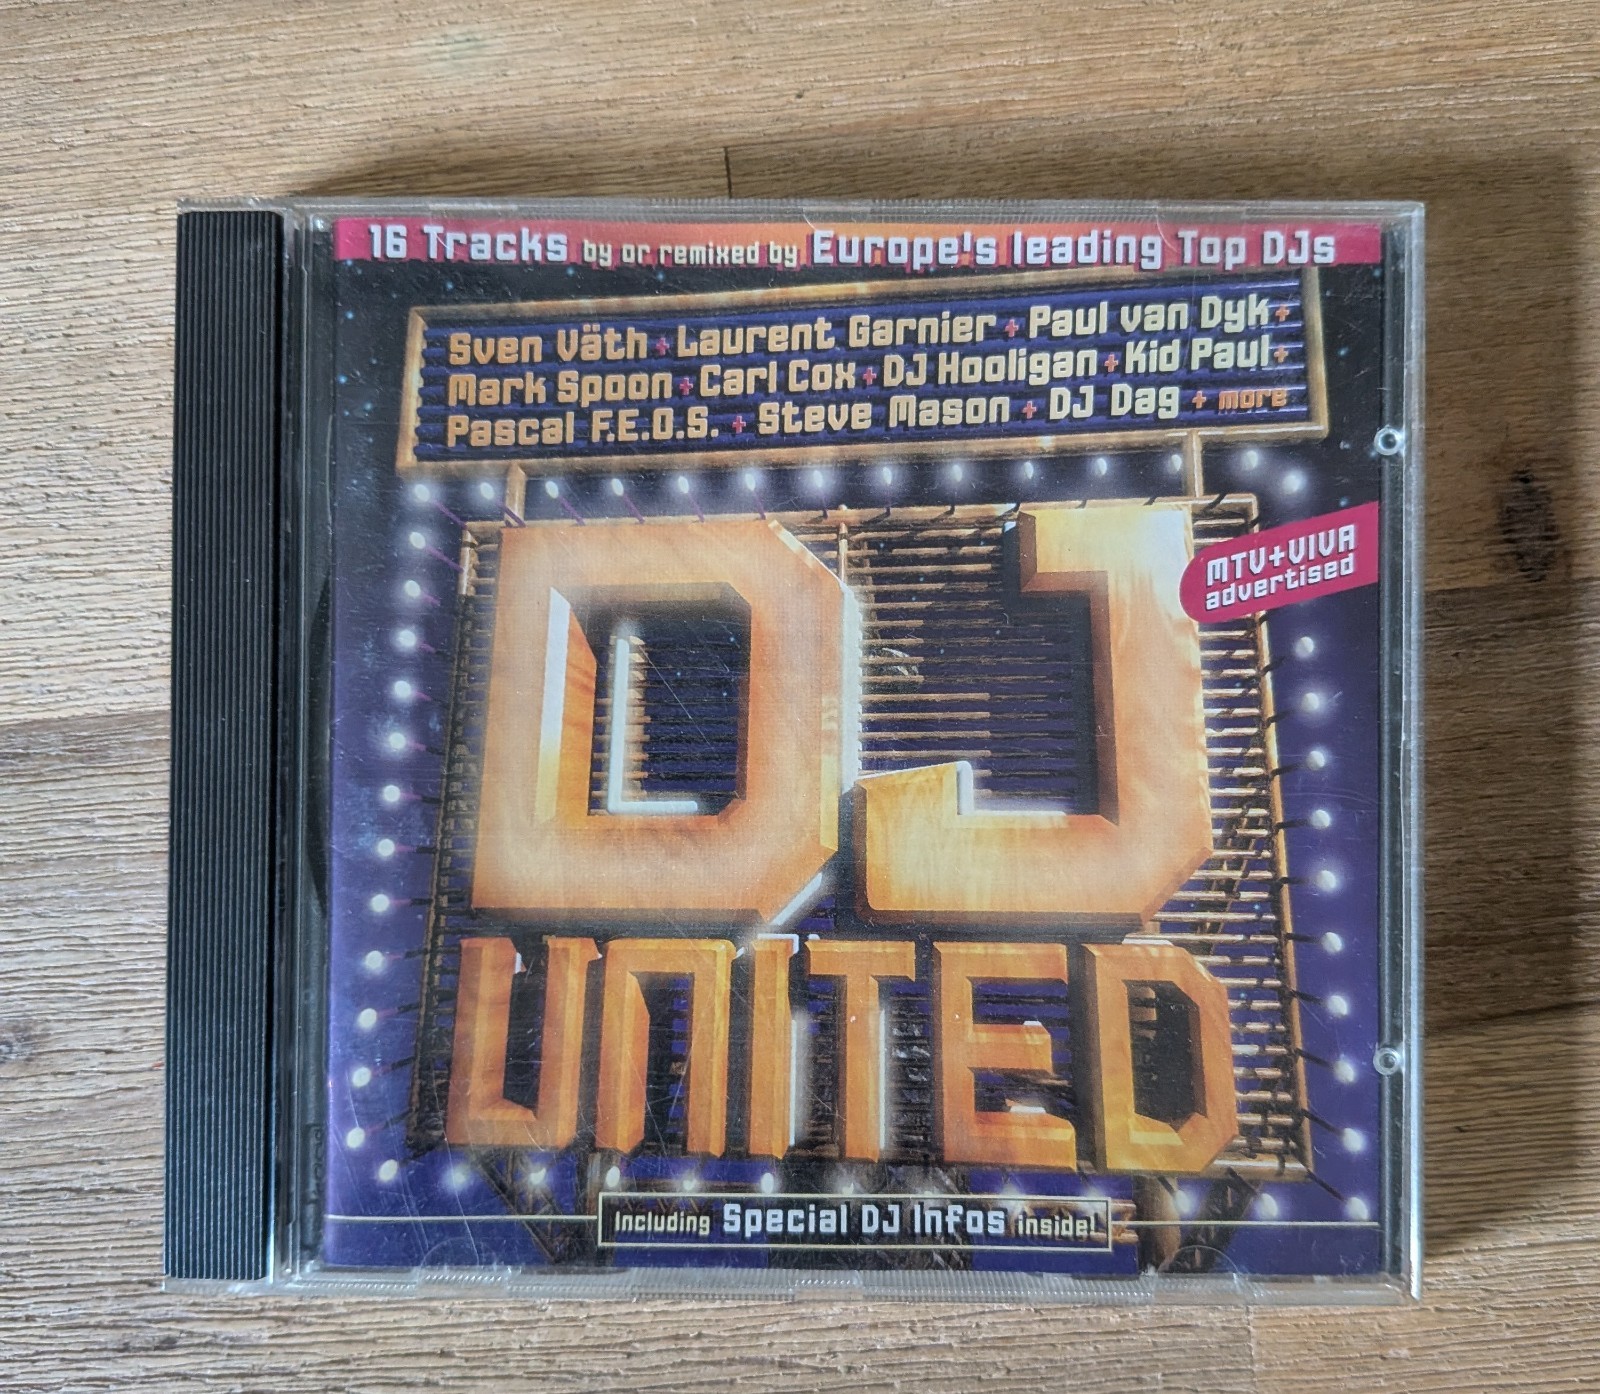 16 Tracks by or remixed by Europe's leading Top DJs
Sven Väth + Laurent Garnier + Paul van Dyk +
Mark Spoon + Carl Cox + DJ Hooligan + Kid Paul +
Pascal F.E.O.S. + Steve Mason + DJ Dag + more
MTV+VIVA
advertised
DJ
UNITED
Including Special DJ Infos inside!